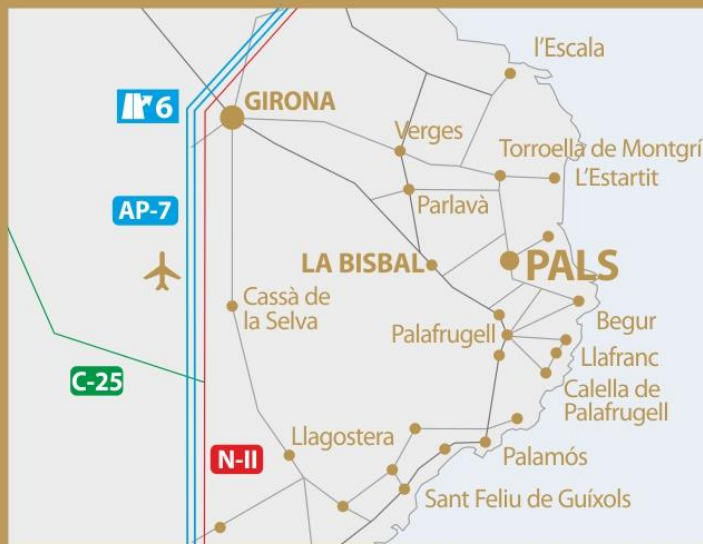 l'Escala
6
GIRONA
Verges
Torroella de Montgrí
L'Estartit
AP-7
Parlavà
LA BISBAL
PALS
Cassà de
la Selva
Palafrugell
Begur
Llafranc
C-25
Calella de
Palafrugell
Llagostera
N-II
Palamós
Sant Feliu de Guíxols